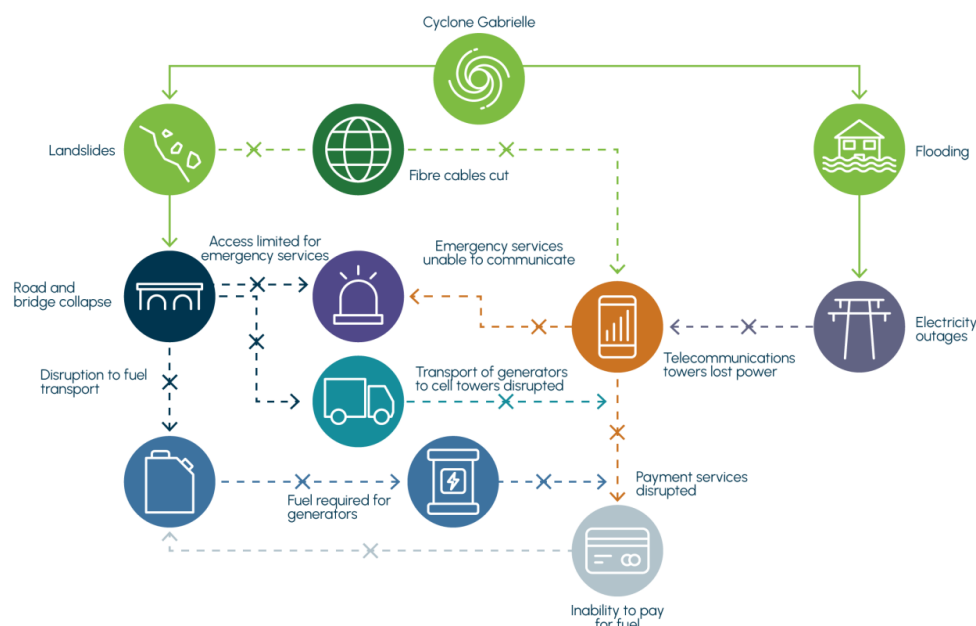 Cyclone Gabrielle
Landslides
Fibre cables cut
Flooding
Access limited for
emergency services
Emergency services
unable to communicate
Road and
bridge collapse
Electricity
outages
Disruption to fuel
transport
Transport of generators
to cell towers disrupted
Telecommunications
towers lost power
Fuel required for
generators
Payment services
disrupted
Inability to pay
for fuel